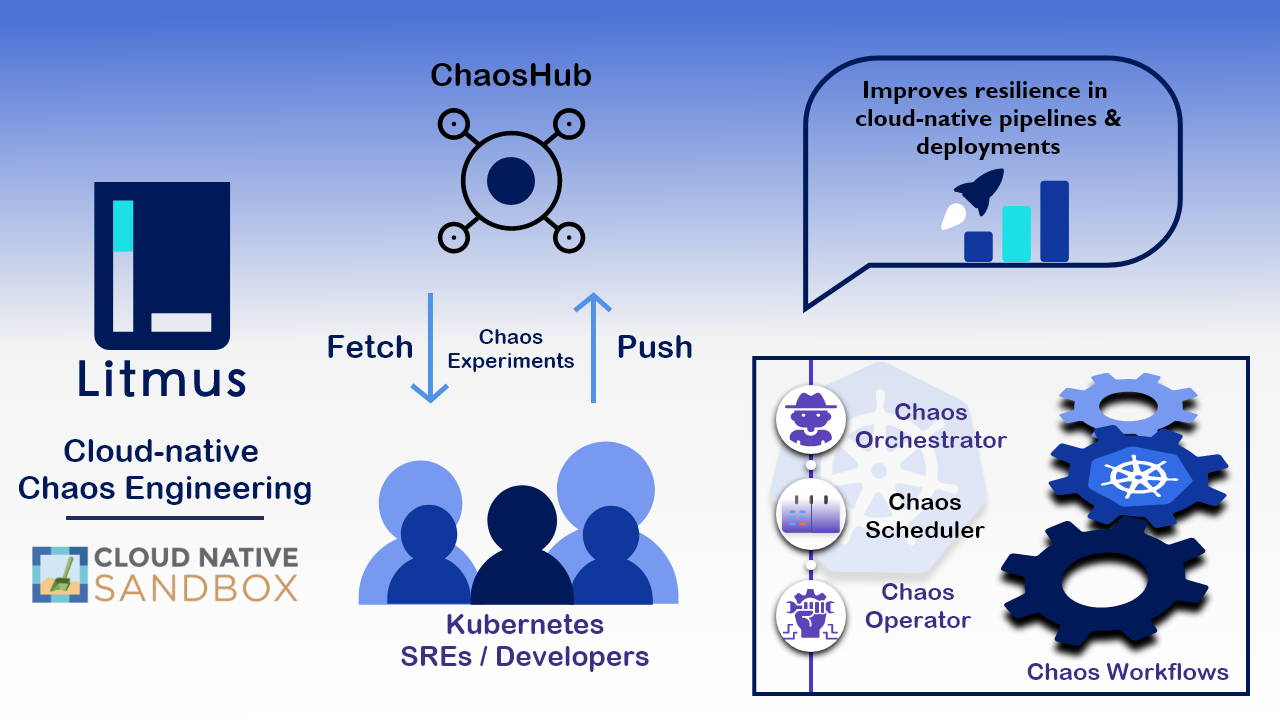 Litmus
Cloud-native
Chaos Engineering
CLOUD NATIVE
SANDBOX
ChaosHub
Fetch
Chaos
Experiments
Push
Kubernetes
SREs / Developers
Improves resilience in
cloud-native pipelines &
deployments
Chaos
Orchestrator
Chaos
Scheduler
Chaos
Operator
Chaos Workflows